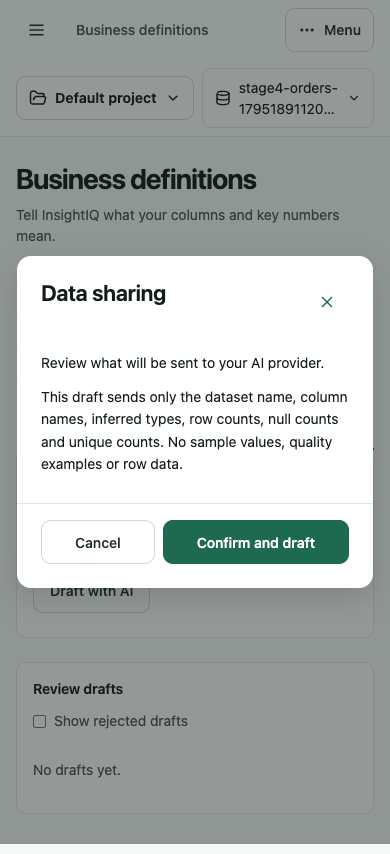 Business definitions
Menu
Default project
stage4-orders-
17951891120...
Business definitions
Tell InsightIQ what your columns and key numbers
mean.
Data sharing
Review what will be sent to your AI provider.
This draft sends only the dataset name, column
names, inferred types, row counts, null counts
and unique counts. No sample values, quality
examples or row data.
Cancel
Confirm and draft
Draft with AI
Review drafts
Show rejected drafts
No drafts yet.